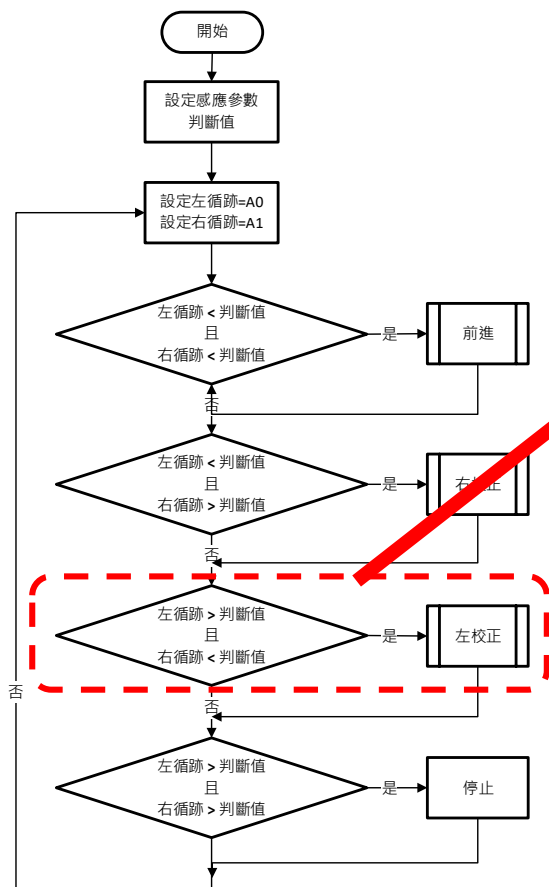 開始
設定感應參數
判斷值
設定左循跡=A0
設定右循跡=A1
左循跡 < 判斷值
且
右循跡 < 判斷值
是
前進
否
左循跡 < 判斷值
且
右循跡 > 判斷值
是
右 正
否
左循跡 > 判斷值
且
右循跡 < 判斷值
是
左校正
否
否
左循跡 > 判斷值
且
右循跡 > 判斷值
是
停止